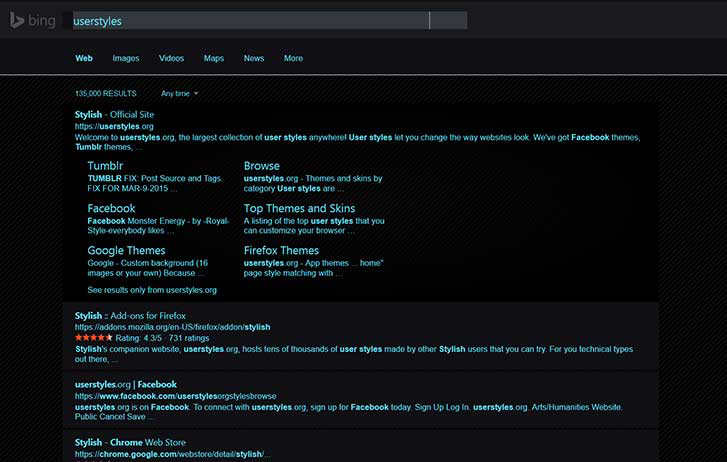 bing
userstyles
Web Images Videos Maps News More
135,000 RESULTS Any time
Stylish - Official Site
https://userstyles.org
Welcome to userstyles.org, the largest collection of user styles anywhere! User styles let you change the way websites look. We've got Facebook themes,
Tumblr themes, ...
Tumblr
TUMBLR FIX: Post Source and Tags.
FIX FOR MAR-9-2015 ...
Browse
userstyles.org - Themes and skins by
category User styles are ...
Facebook
Facebook Monster Energy - by -Royal-
Style-everybody likes ...
Top Themes and Skins
A listing of the top user styles that you
can customize your browser ...
Google Themes
Google - Custom background (16
images or your own) Because ...
Firefox Themes
userstyles.org - App themes ... home"
page style matching with ...
See results only from userstyles.org
Stylish :: Add-ons for Firefox
https://addons.mozilla.org/en-US/firefox/addon/stylish
Rating: 4.3/5 · 731 ratings
Stylish's companion website, userstyles.org, hosts tens of thousands of user styles made by other Stylish users that you can try. For you technical types
out there, ...
userstyles.org | Facebook
https://www.facebook.com/userstylesorgstylesbrowse
userstyles.org is on Facebook. To connect with userstyles.org, sign up for Facebook today. Sign Up Log In. userstyles.org. Arts/Humanities Website.
Public Cancel Save ...
Stylish - Chrome Web Store
https://chrome.google.com/webstore/detail/stylish/...